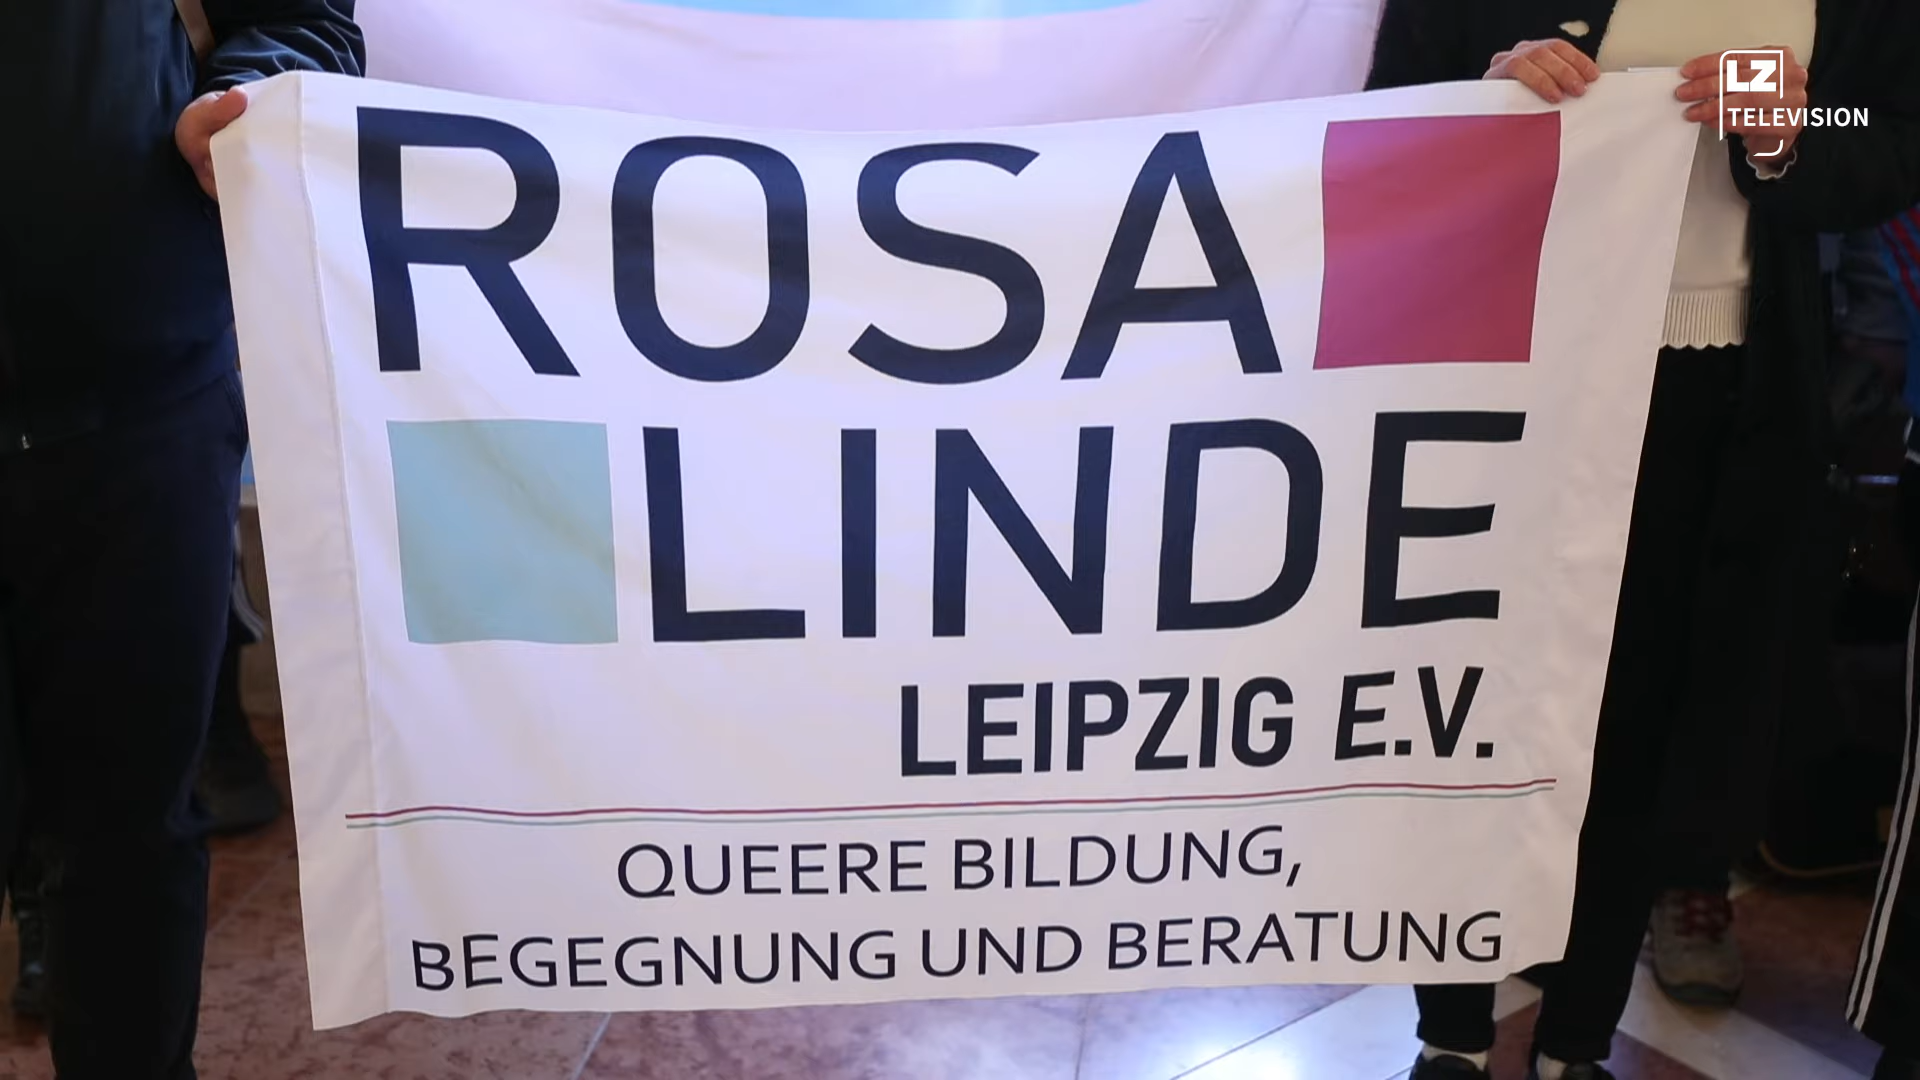 LZ
TELEVISION
ROSA
LINDE
LEIPZIG E.V.
QUEERE BILDUNG,
BEGEGNUNG UND BERATUNG